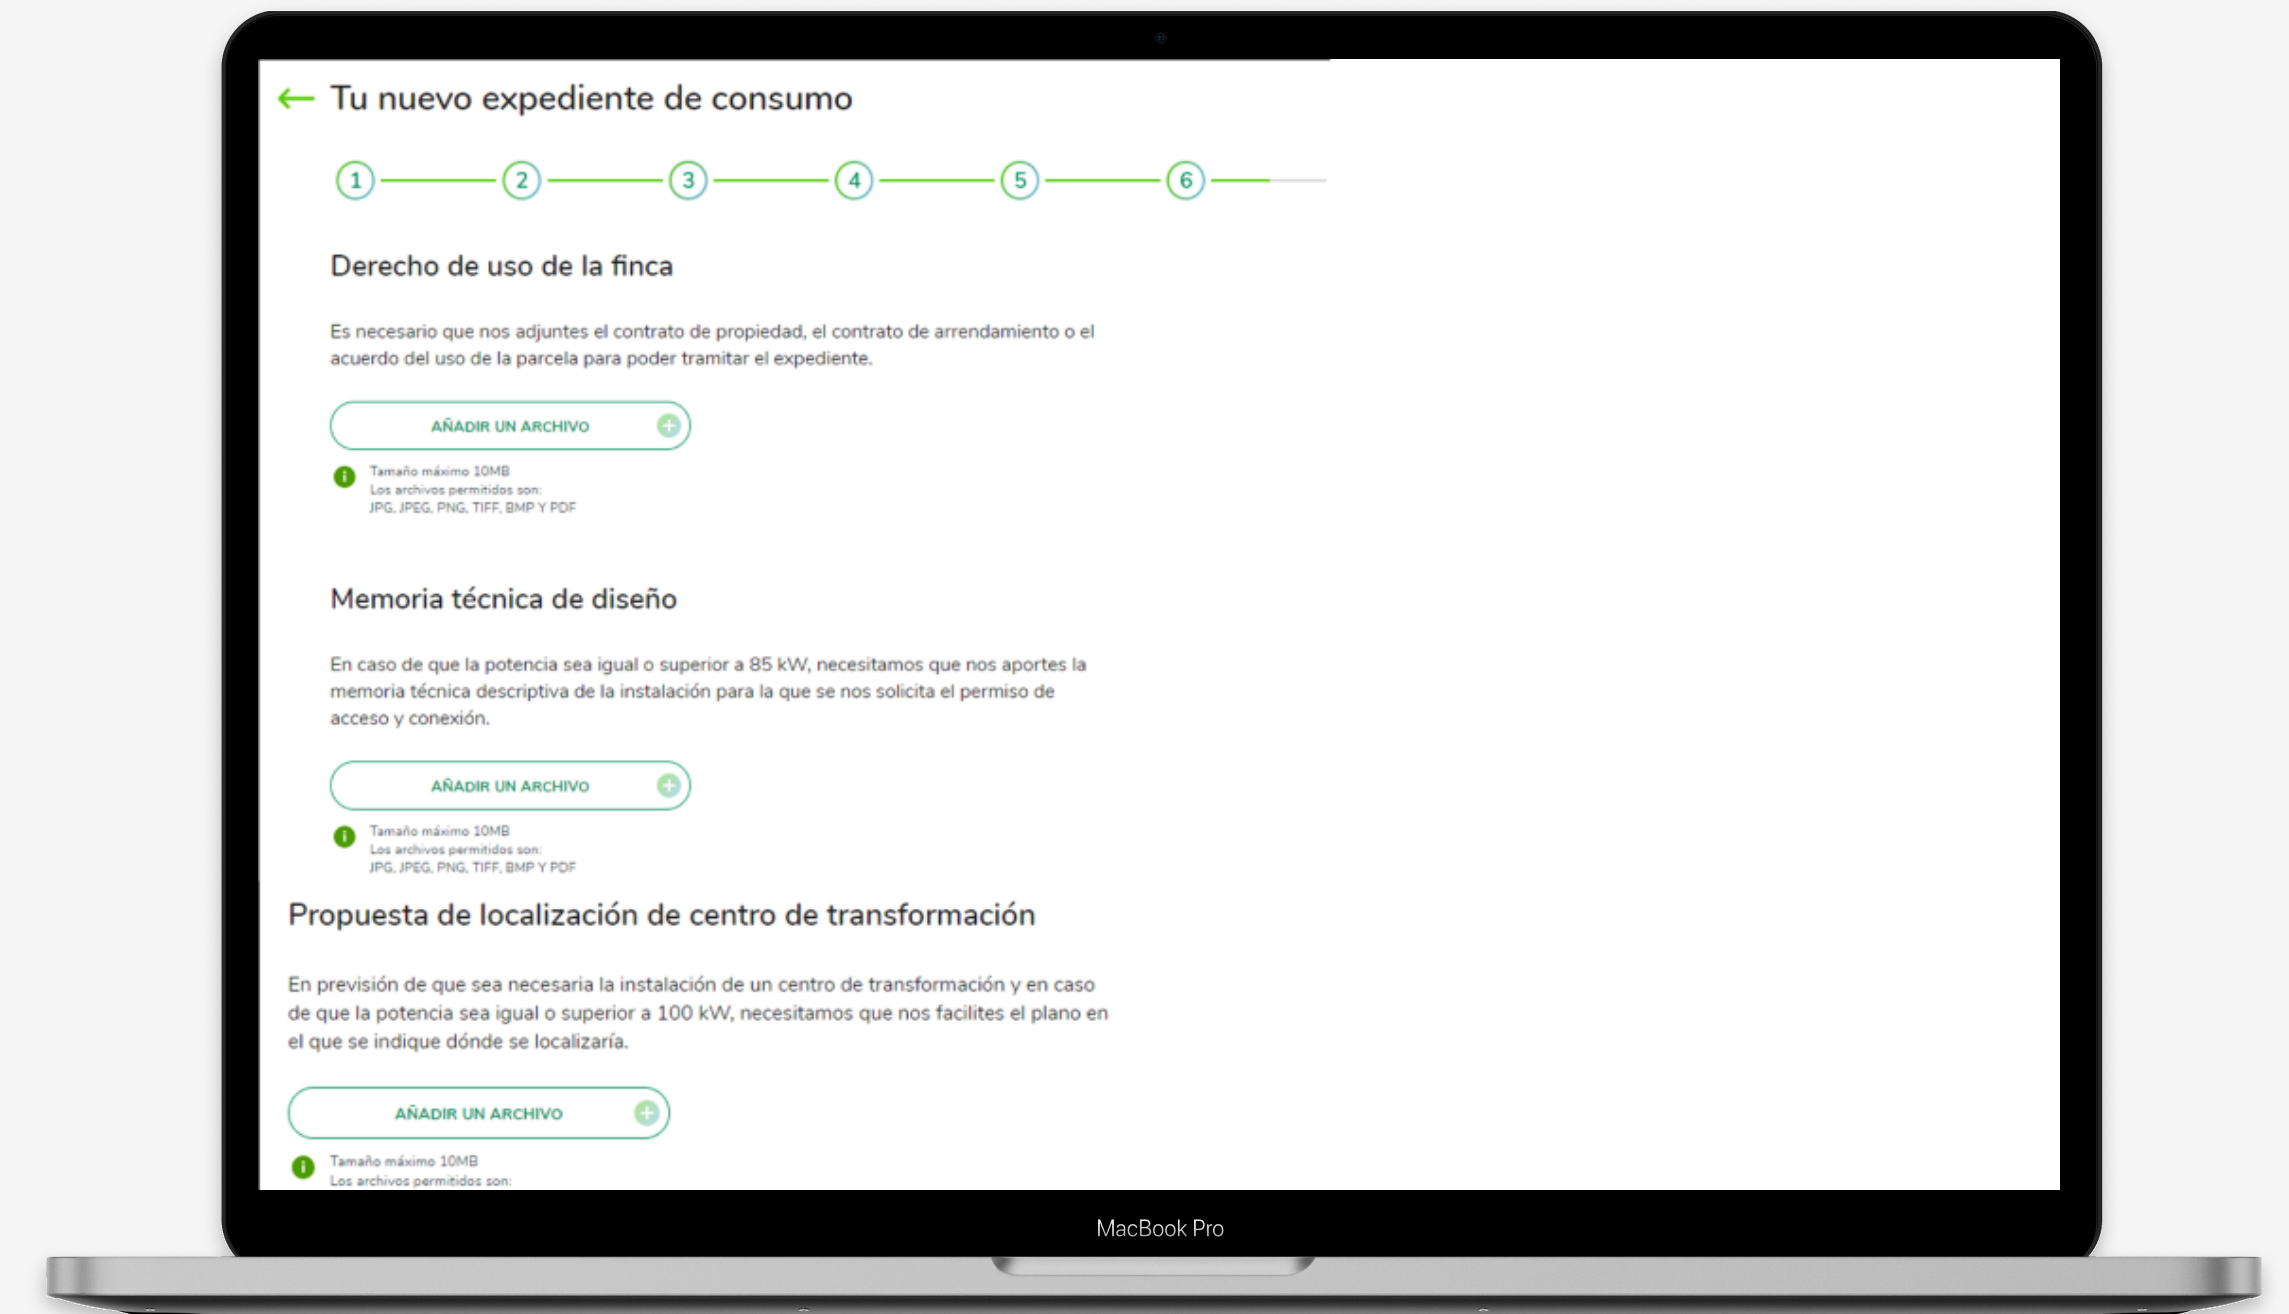 Tu nuevo expediente de consumo
1 2 3 4 5 6
Derecho de uso de la finca
Es necesario que nos adjuntes el contrato de propiedad, el contrato de arrendamiento o el
acuerdo del uso de la parcela para poder tramitar el expediente.
AÑADIR UN ARCHIVO
Tamaño máximo 10MB
Los archivos permitidos son:
JPG, JPEG, PNG, TIFF, BMP Y PDF
Memoria técnica de diseño
En caso de que la potencia sea igual o superior a 85 kW, necesitamos que nos aportes la
memoria técnica descriptiva de la instalación para la que se nos solicita el permiso de
acceso y conexión.
AÑADIR UN ARCHIVO
Tamaño máximo 10MB
Los archivos permitidos son:
JPG, JPEG, PNG, TIFF, BMP Y PDF
Propuesta de localización de centro de transformación
En previsión de que sea necesaria la instalación de un centro de transformación y en caso
de que la potencia sea igual o superior a 100 kW, necesitamos que nos facilites el plano en
el que se indique dónde se localizaría.
AÑADIR UN ARCHIVO
Tamaño máximo 10MB
Los archivos permitidos son:
MacBook Pro